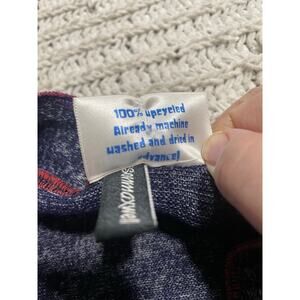 100% upcycled
Already machine
washed and dried in
advance!